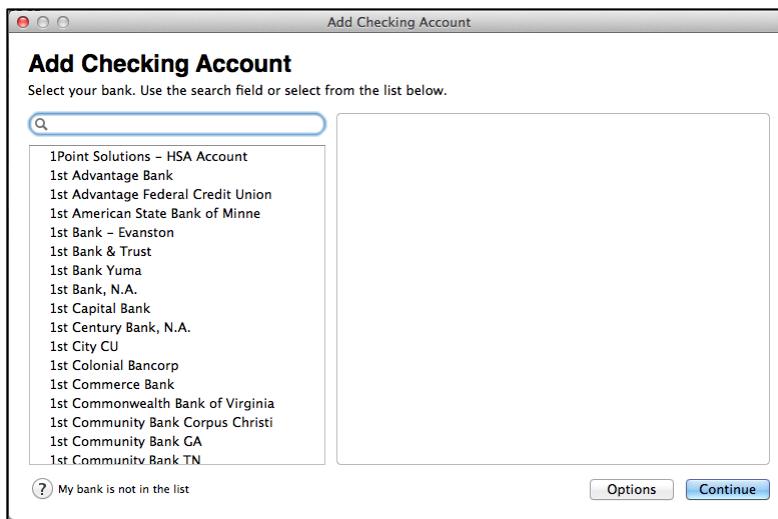 Add Checking Account
Add Checking Account
Select your bank. Use the search field or select from the list below.
1Point Solutions – HSA Account
1st Advantage Bank
1st Advantage Federal Credit Union
1st American State Bank of Minne
1st Bank – Evanston
1st Bank & Trust
1st Bank Yuma
1st Bank, N.A.
1st Capital Bank
1st Century Bank, N.A.
1st City CU
1st Colonial Bancorp
1st Commerce Bank
1st Commonwealth Bank of Virginia
1st Community Bank Corpus Christi
1st Community Bank GA
1st Community Bank TN
? My bank is not in the list
Options Continue